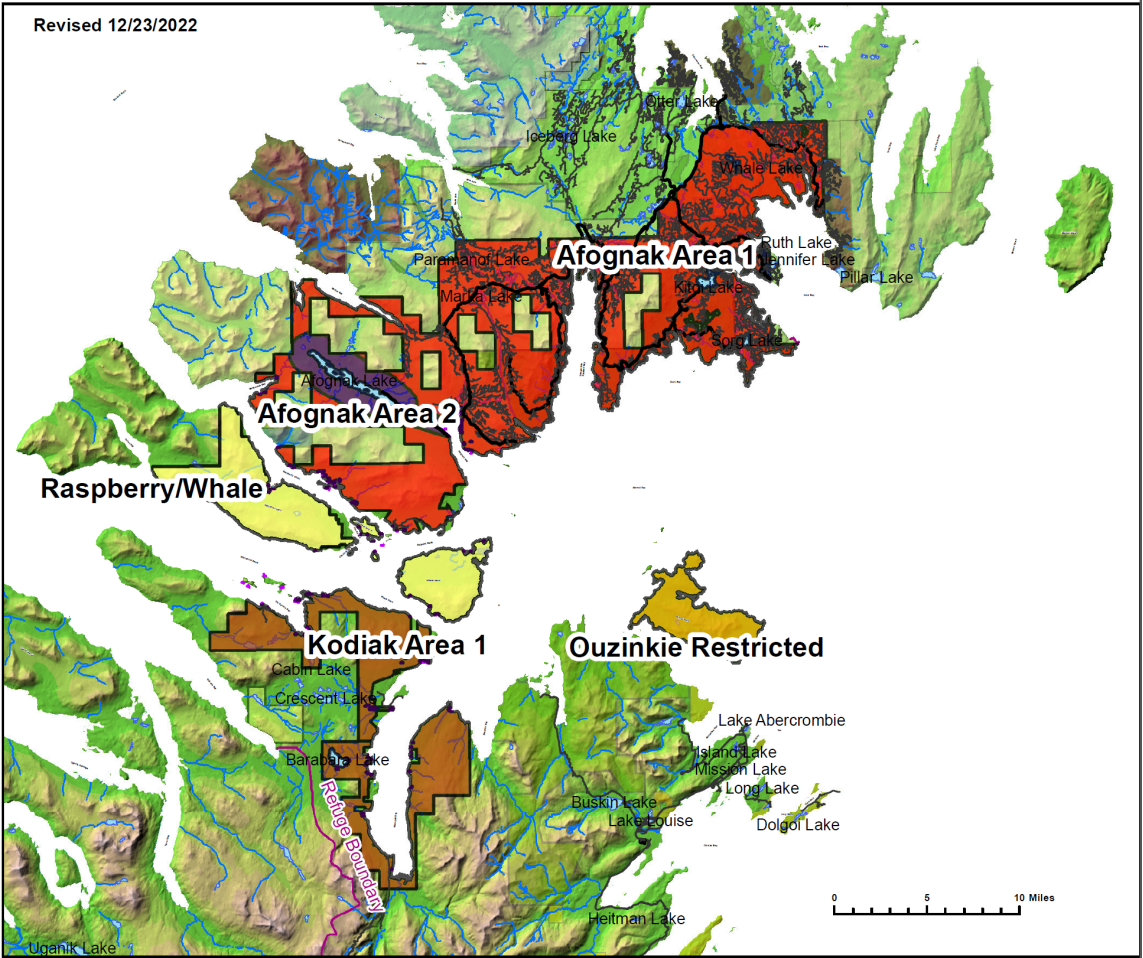 Revised 12/23/2022
Otter Lake
Iceberg Lake
Whale Lake
Ruth Lake
Jennifer Lake
Afognak Area 1
Paramanof Lake
Pillar Lake
Kitoi Lake
Marka Lake
Sorg Lake
Afognak Lake
Afognak Area 2
Raspberry/Whale
Kodiak Area 1
Ouzinkie Restricted
Cabin Lake
Crescent Lake
Lake Abercrombie
Island Lake
Barabara Lake
Mission Lake
Long Lake
Buskin Lake
Lake Louise
Dolgoi Lake
Refuge Boundary
0 5 10 Miles
Heitman Lake
Uganik Lake